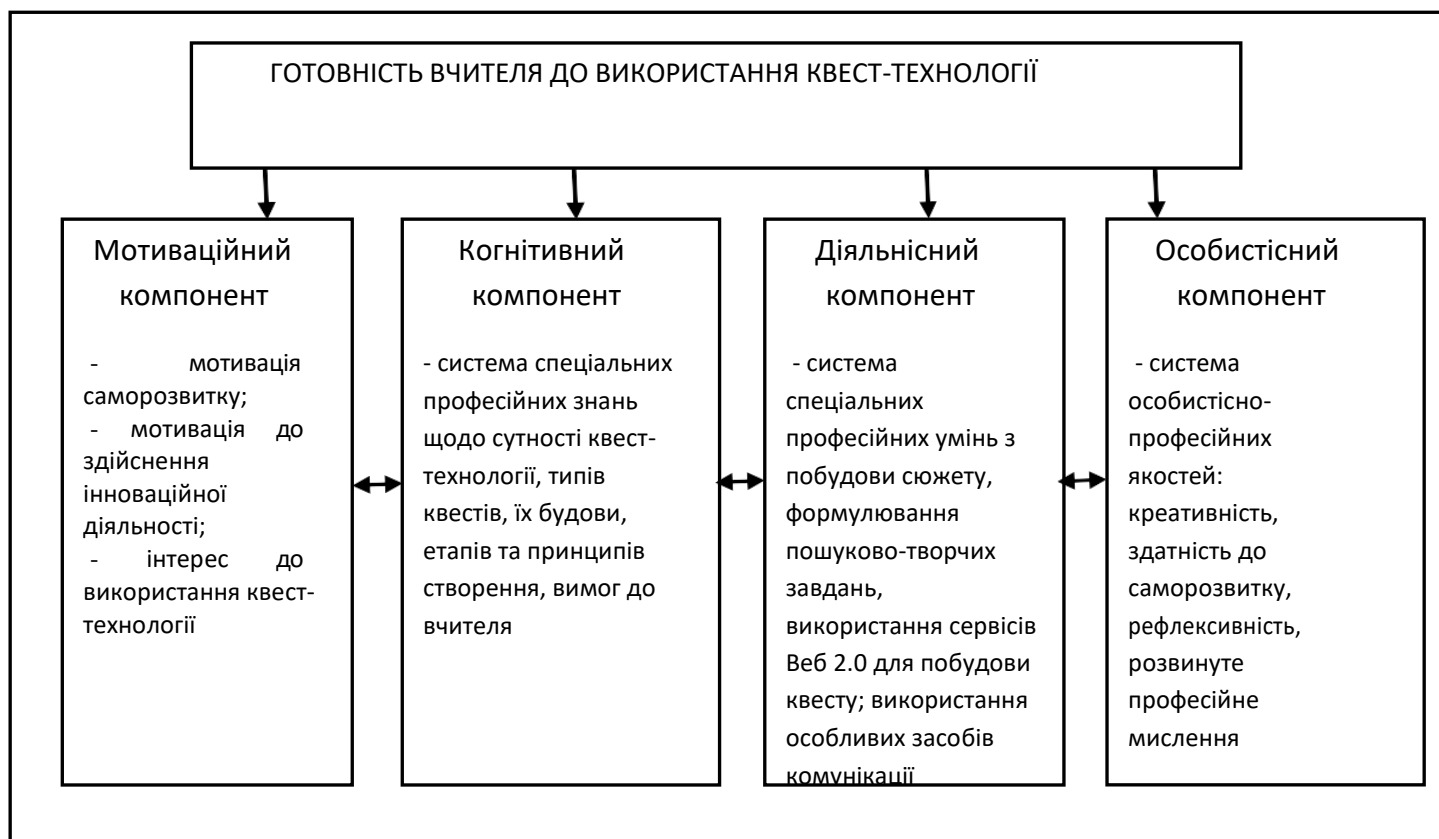 ГОТОВНІСТЬ ВЧИТЕЛЯ ДО ВИКОРИСТАННЯ КВЕСТ-ТЕХНОЛОГІЇ
Мотиваційний
компонент
- мотивація
саморозвитку;
- мотивація до
здійснення
інноваційної
діяльності;
- інтерес до
використання квест-
технології
Когнітивний
компонент
- система спеціальних
професійних знань
щодо сутності квест-
технології, типів
квестів, їх будови,
етапів та принципів
створення, вимог до
вчителя
Діяльнісний
компонент
- система
спеціальних
професійних умінь з
побудови сюжету,
формулювання
пошуково-творчих
завдань,
використання сервісів
Веб 2.0 для побудови
квесту; використання
особливих засобів
комунікації
Особистісний
компонент
- система
особистісно-
професійних
якостей:
креативність,
здатність до
саморозвитку,
рефлексивність,
розвинуте
професійне
мислення